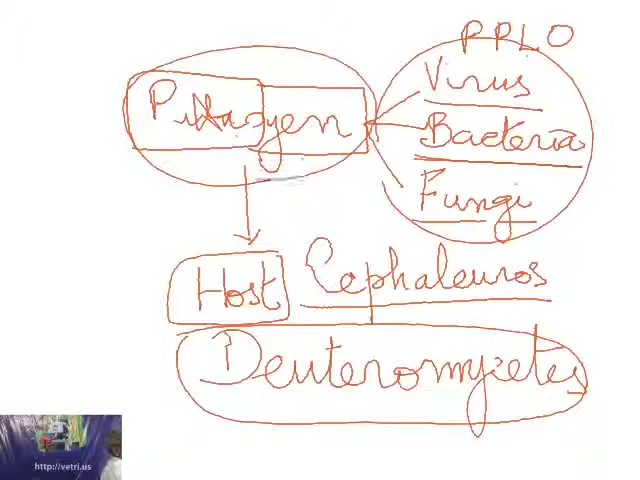 PPLO
Virus
Pathogen
Bacteria
Fungi
Host Cephaleuros
Deuteromycetes
http://vetri.us